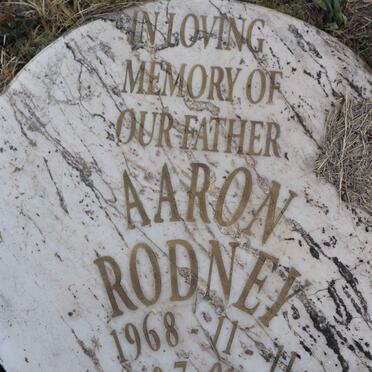 IN LOVING
MEMORY OF
OUR FATHER
AARON
RODNEY
1968 · 11 ·